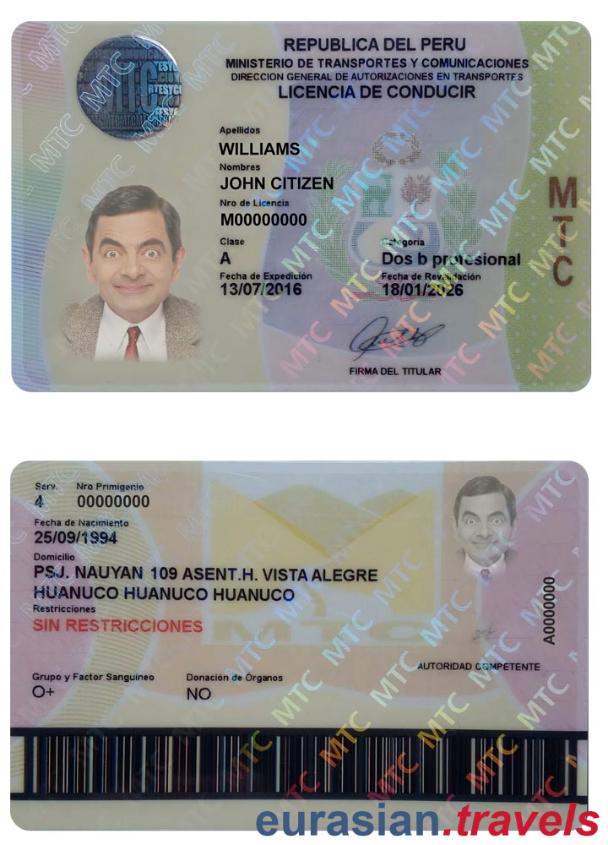 REPUBLICA DEL PERU
MINISTERIO DE TRANSPORTES Y COMUNICACIONES
DIRECCION GENERAL DE AUTORIZACIONES EN TRANSPORTES
LICENCIA DE CONDUCIR
MTC
Apellidos
WILLIAMS
Nombres
JOHN CITIZEN
Nro de Licencia
M00000000
Clase Categoria
A Dos b profesional
Fecha de Expedición Fecha de Revalidación
13/07/2016 18/01/2026
FIRMA DEL TITULAR
MTC
Serv. Nro Primigenio
4 00000000
Fecha de Nacimiento
25/09/1994
Domicilio
PSJ. NAUYAN 109 ASENT.H. VISTA ALEGRE
HUANUCO HUANUCO HUANUCO
Restricciones
SIN RESTRICCIONES
MTC
A0000000
AUTORIDAD COMPETENTE
Grupo y Factor Sanguineo Donación de Órganos
O+ NO
eurasian.travels